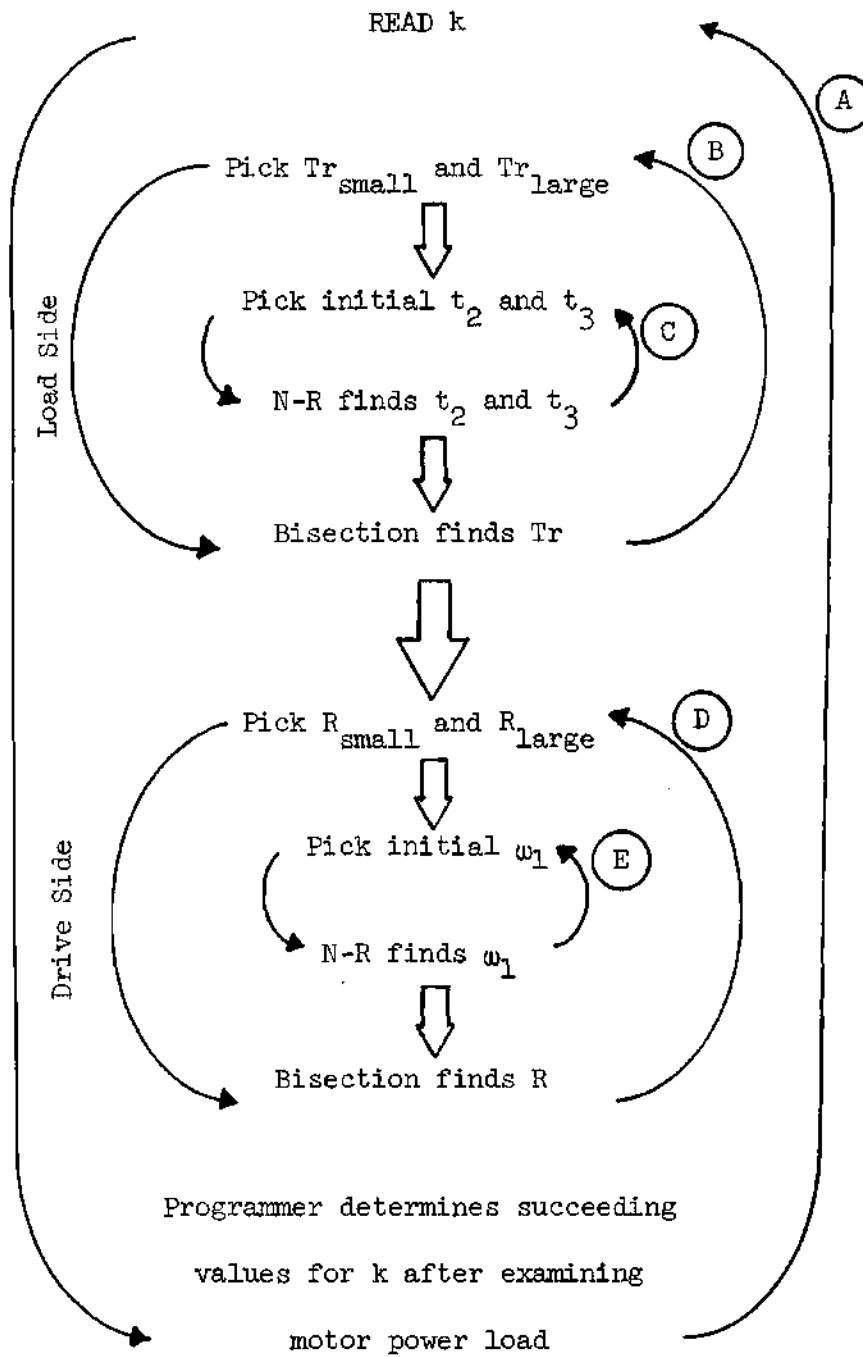 READ k
A
B
Pick Tr_small and Tr_large
Pick initial t_2 and t_3
C
N-R finds t_2 and t_3
Load Side
Bisection finds Tr
Pick R_small and R_large
D
Pick initial ω_1
E
N-R finds ω_1
Drive Side
Bisection finds R
Programmer determines succeeding
values for k after examining
motor power load